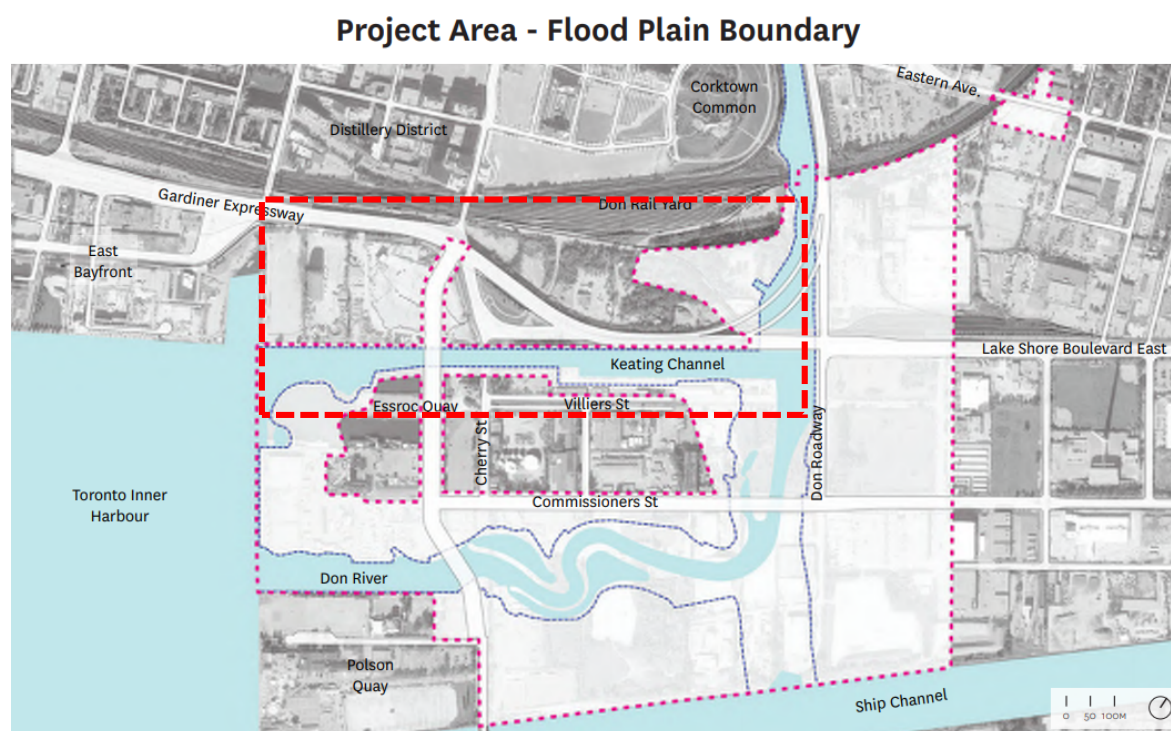 Project Area - Flood Plain Boundary
Corktown
Common
Eastern Ave.
Distillery District
Gardiner Expressway
Don Rail Yard
East
Bayfront
Lake Shore Boulevard East
Keating Channel
Essroc Quay
Villiers St
Cherry St
Don Roadway
Toronto Inner
Harbour
Commissioners St
Don River
Polson
Quay
Ship Channel
0 50 100M